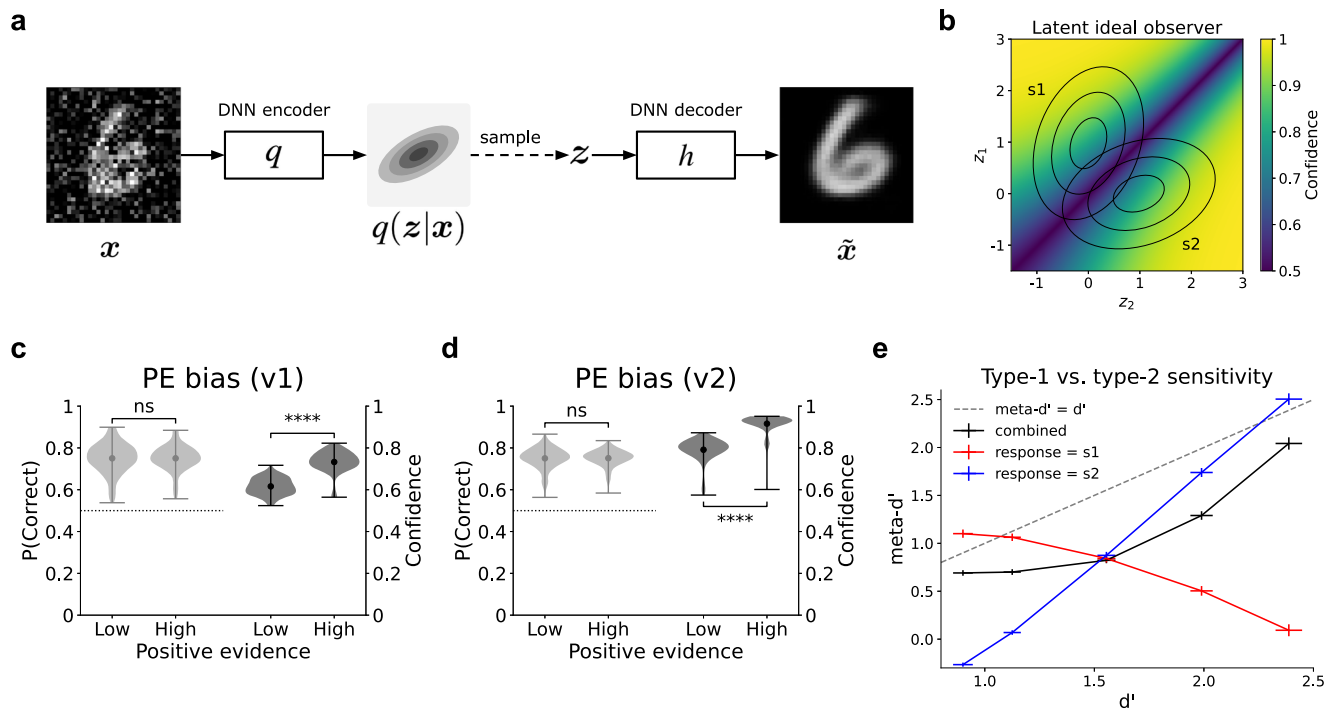 a
DNN encoder
q
q(z|x)
sample
z
DNN decoder
h
x
x̃
b
Latent ideal observer
s1
s2
3
2
1
0
-1
z1
-1
0
1
2
3
z2
1
0.9
0.8
0.7
0.6
0.5
Confidence
c
PE bias (v1)
ns
****
1
0.8
0.6
0.4
0.2
0
P(Correct)
1
0.8
0.6
0.4
0.2
0
Confidence
Low
High
Low
High
Positive evidence
d
PE bias (v2)
ns
****
1
0.8
0.6
0.4
0.2
0
P(Correct)
1
0.8
0.6
0.4
0.2
0
Confidence
Low
High
Low
High
Positive evidence
e
Type-1 vs. type-2 sensitivity
meta-d' = d'
combined
response = s1
response = s2
2.5
2.0
1.5
1.0
0.5
0.0
meta-d'
1.0
1.5
2.0
2.5
d'